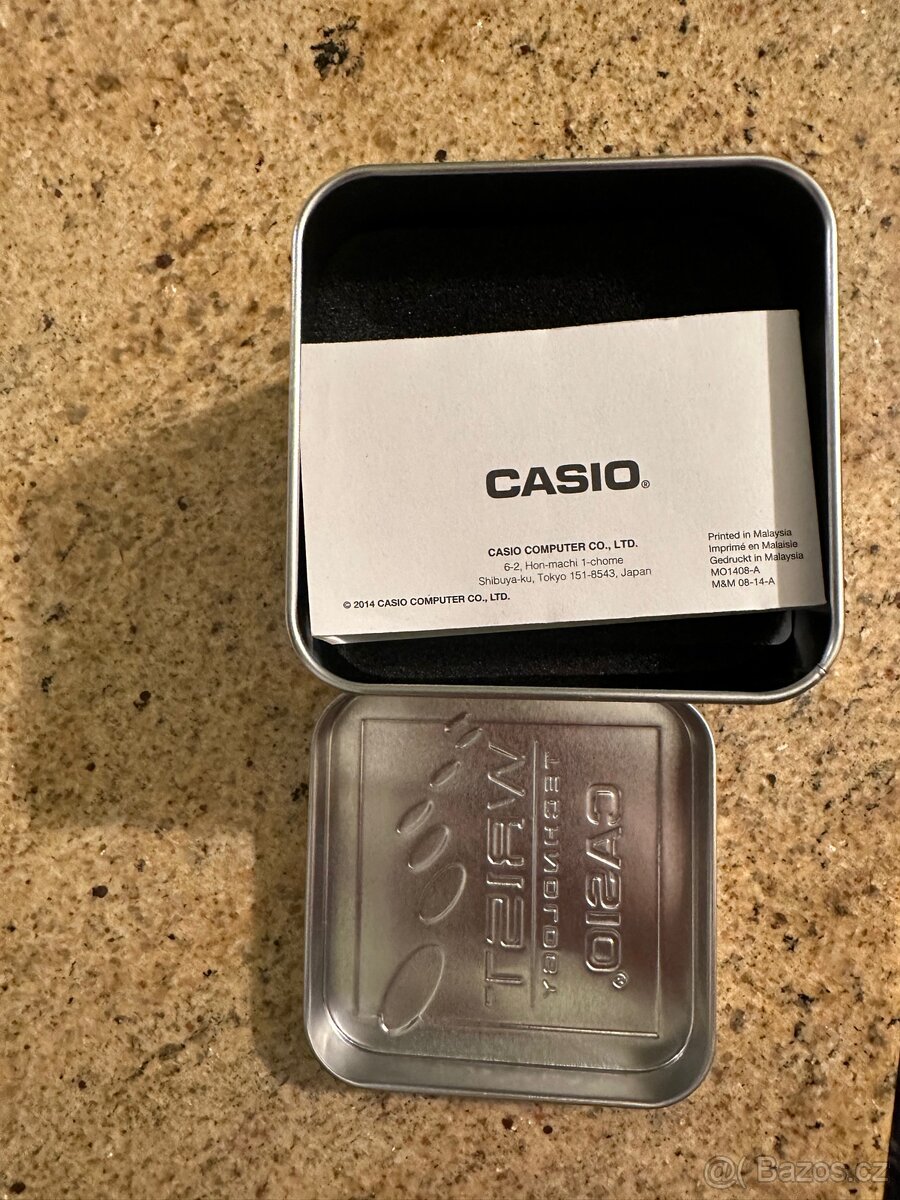 CASIO®
CASIO COMPUTER CO., LTD.
6-2, Hon-machi 1-chome
Shibuya-ku, Tokyo 151-8543, Japan
© 2014 CASIO COMPUTER CO., LTD.
Printed in Malaysia
Imprimé en Malaisie
Gedruckt in Malaysia
MO1408-A
M&M 08-14-A
WRIST
TECHNOLOGY
CASIO®
@ Bazos.cz